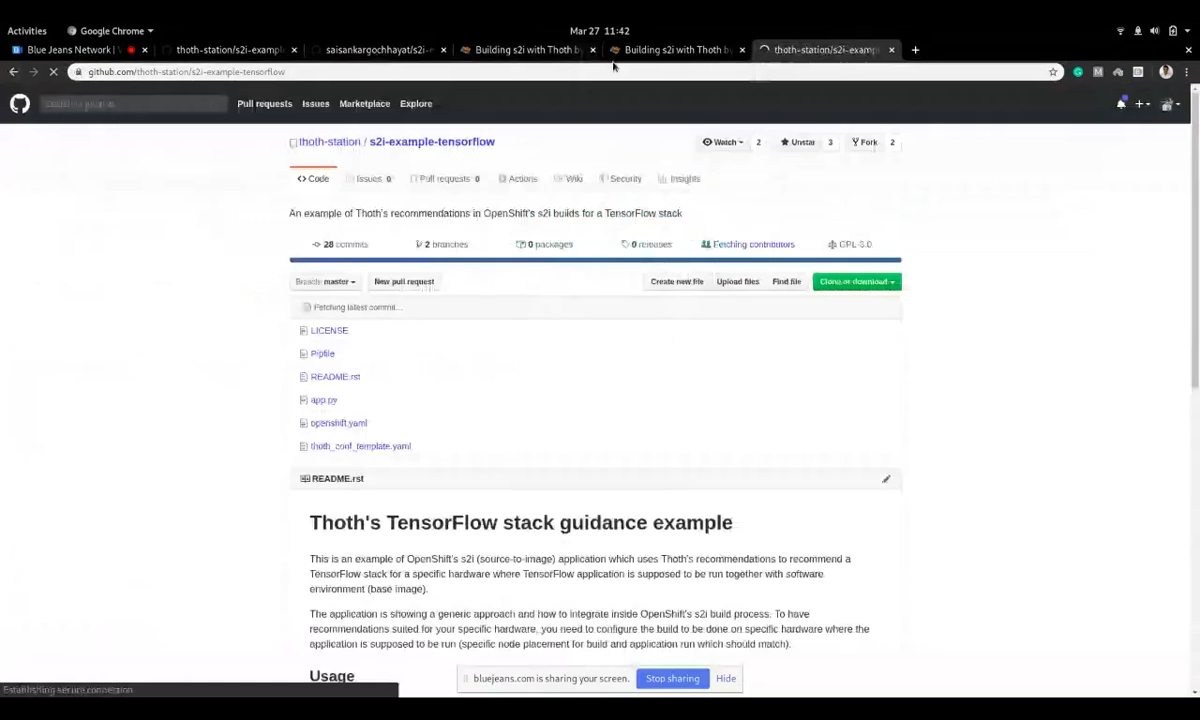 Activities
Google Chrome
Mar 27 11:42
Blue Jeans Network |
thoth-station/s2i-exampl
saisankargochhayat/s2i-
Building s2i with Thoth by
Building s2i with Thoth by
thoth-station/s2i-exampl
github.com/thoth-station/s2i-example-tensorflow
Pull requests Issues Marketplace Explore
thoth-station / s2i-example-tensorflow
Watch 2 Unstar 3 Fork 2
Code Issues 0 Pull requests 0 Actions Wiki Security Insights
An example of Thoth's recommendations in OpenShift's s2i builds for a TensorFlow stack
28 commits 2 branches 0 packages 0 releases Fetching contributors GPL-3.0
Branch: master New pull request Create new file Upload files Find file Clone or download
Fetching latest commit…
LICENSE
Pipfile
README.rst
app.py
openshift.yaml
thoth_conf_template.yaml
README.rst
Thoth's TensorFlow stack guidance example
This is an example of OpenShift's s2i (source-to-image) application which uses Thoth's recommendations to recommend a
TensorFlow stack for a specific hardware where TensorFlow application is supposed to be run together with software
environment (base image).
The application is showing a generic approach and how to integrate inside OpenShift's s2i build process. To have
recommendations suited for your specific hardware, you need to configure the build to be done on specific hardware where the
application is supposed to be run (specific node placement for build and application run which should match).
Usage
bluejeans.com is sharing your screen. Stop sharing Hide
Establishing secure connection